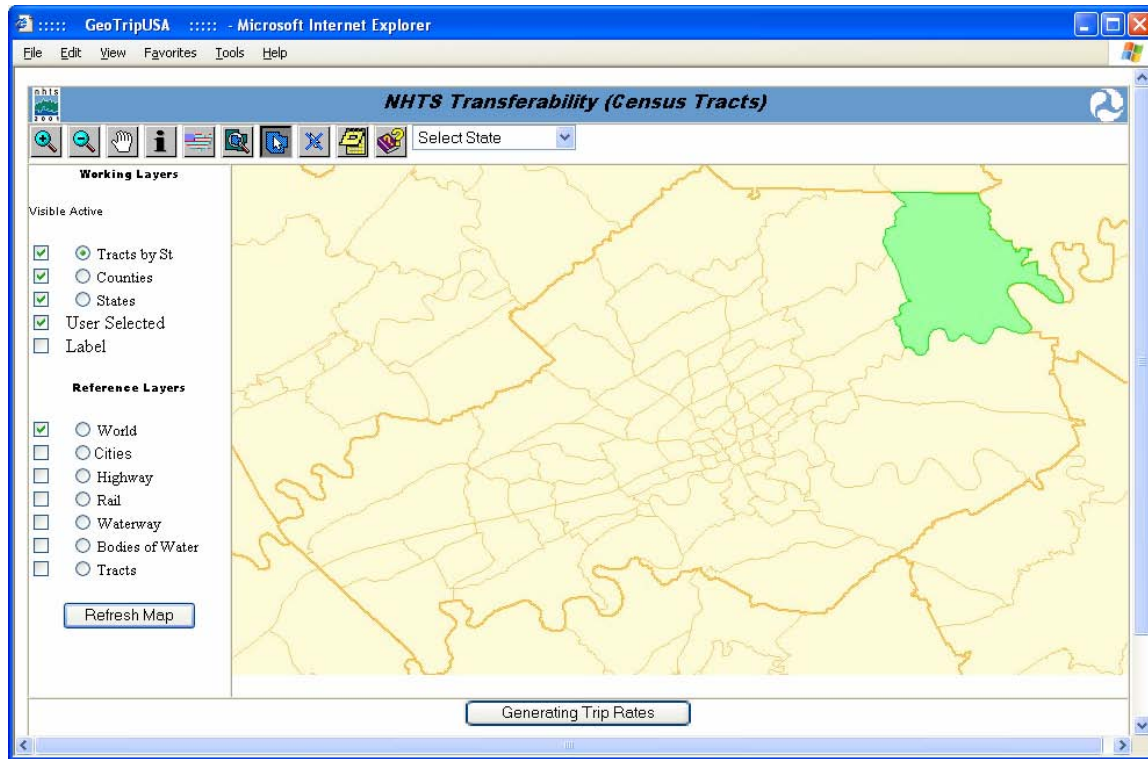 ::::: GeoTripUSA ::::: - Microsoft Internet Explorer
File Edit View Favorites Tools Help
nhts
2001
NHTS Transferability (Census Tracts)
Select State
Working Layers
Visible Active
Tracts by St
Counties
States
User Selected
Label
Reference Layers
World
Cities
Highway
Rail
Waterway
Bodies of Water
Tracts
Refresh Map
Generating Trip Rates